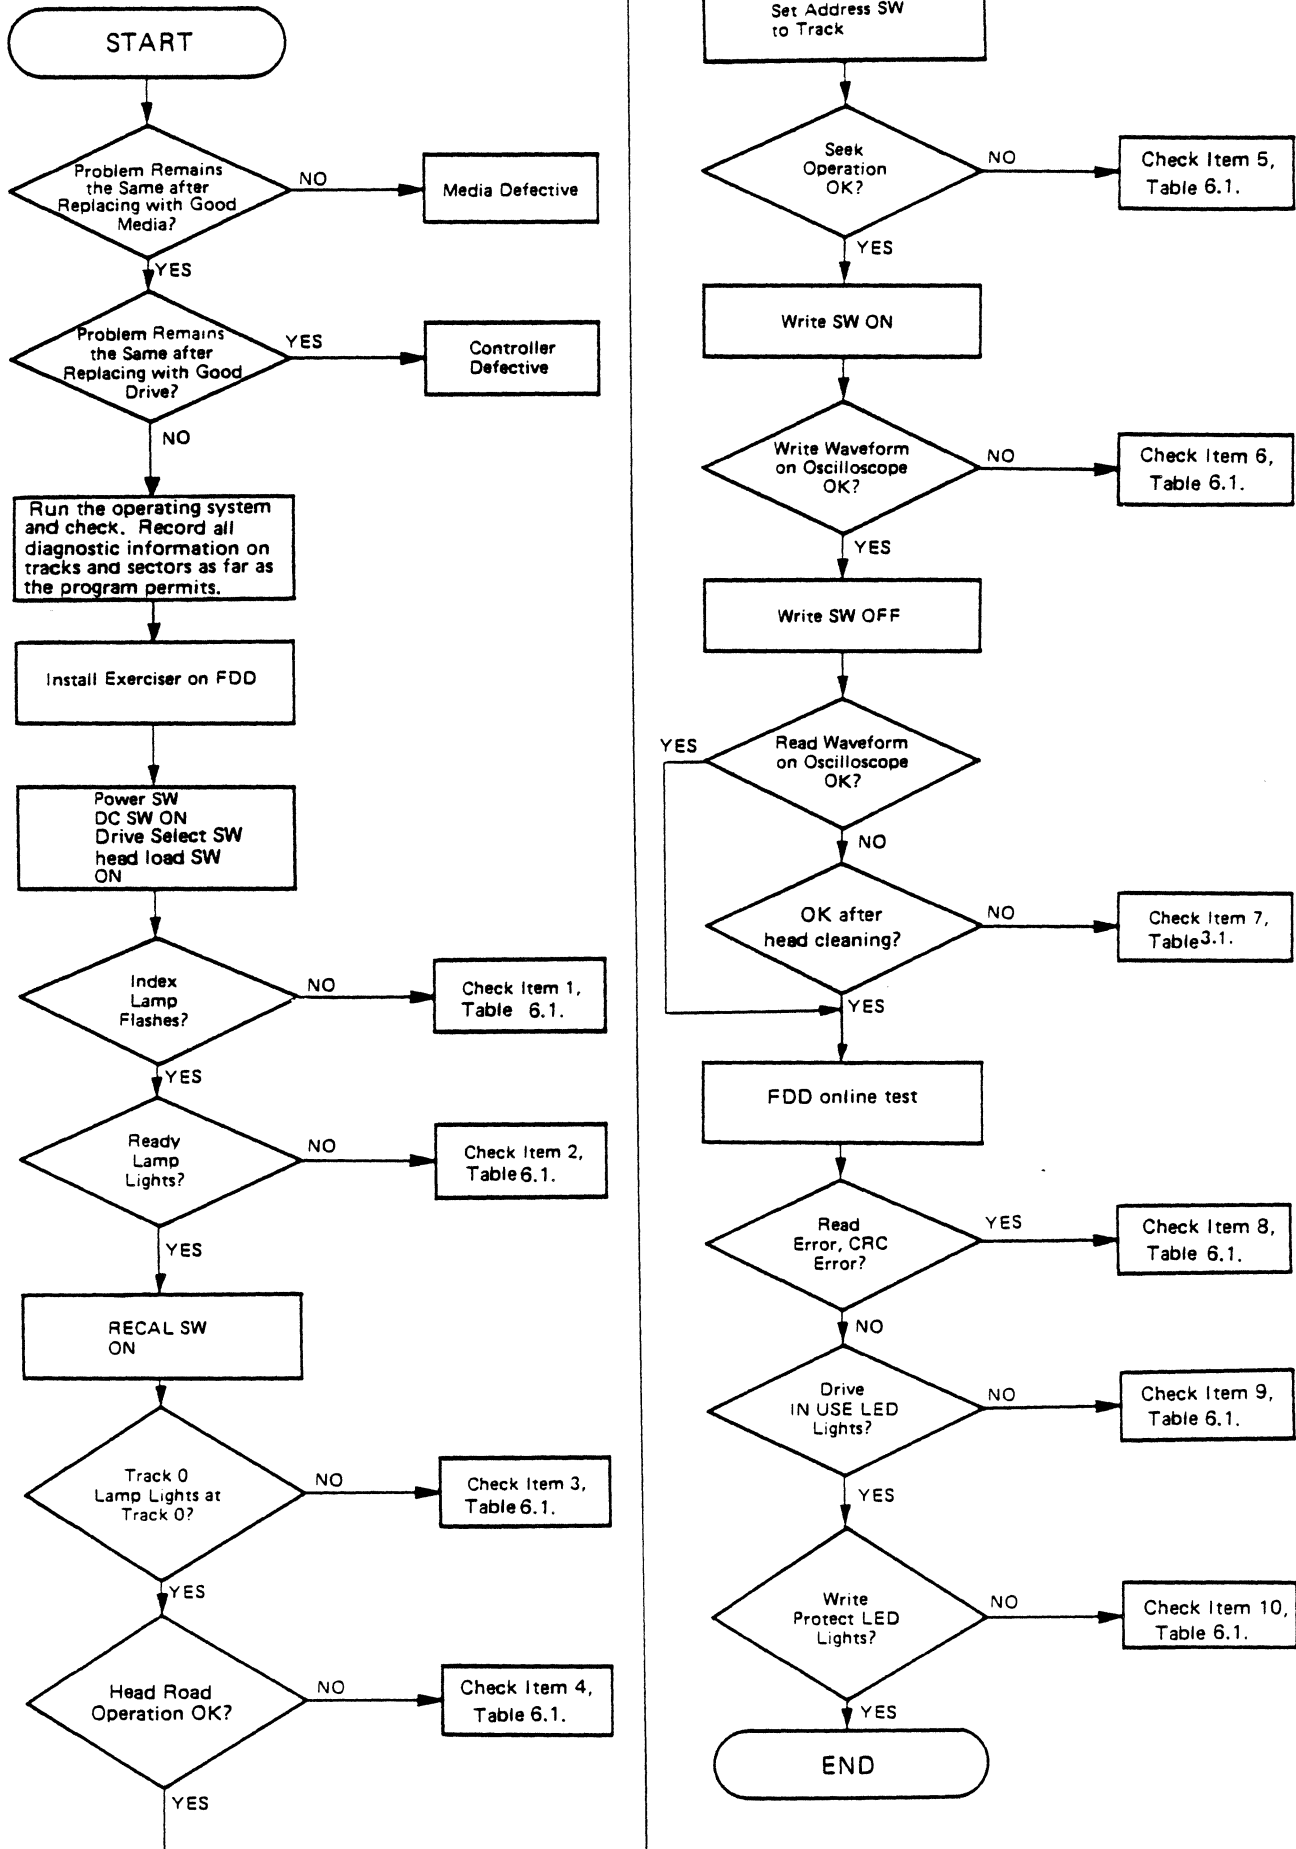 START
Problem Remains
the Same after
Replacing with Good
Media?
NO
Media Defective
YES
Problem Remains
the Same after
Replacing with Good
Drive?
YES
Controller
Defective
NO
Run the operating system
and check. Record all
diagnostic information on
tracks and sectors as far as
the program permits.
Install Exerciser on FDD
Power SW
DC SW ON
Drive Select SW
head load SW
ON
Index
Lamp
Flashes?
NO
Check Item 1,
Table 6.1.
YES
Ready
Lamp
Lights?
NO
Check Item 2,
Table 6.1.
YES
RECAL SW
ON
Track 0
Lamp Lights at
Track 0?
NO
Check Item 3,
Table 6.1.
YES
Head Road
Operation OK?
NO
Check Item 4,
Table 6.1.
YES
Set Address SW
to Track
Seek
Operation
OK?
NO
Check Item 5,
Table 6.1.
YES
Write SW ON
Write Waveform
on Oscilloscope
OK?
NO
Check Item 6,
Table 6.1.
YES
Write SW OFF
YES
Read Waveform
on Oscilloscope
OK?
NO
OK after
head cleaning?
NO
Check Item 7,
Table 3.1.
YES
FDD online test
Read
Error, CRC
Error?
YES
Check Item 8,
Table 6.1.
NO
Drive
IN USE LED
Lights?
NO
Check Item 9,
Table 6.1.
YES
Write
Protect LED
Lights?
NO
Check Item 10,
Table 6.1.
YES
END